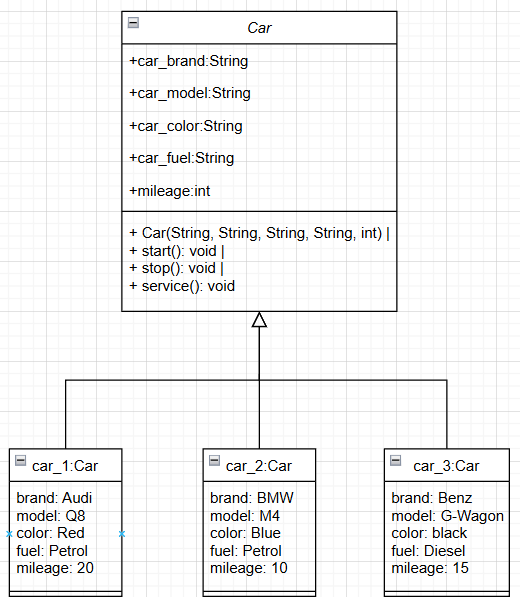 Car
+car_brand:String
+car_model:String
+car_color:String
+car_fuel:String
+mileage:int
+ Car(String, String, String, String, int) |
+ start(): void |
+ stop(): void |
+ service(): void
car_1:Car
brand: Audi
model: Q8
color: Red
fuel: Petrol
mileage: 20
car_2:Car
brand: BMW
model: M4
color: Blue
fuel: Petrol
mileage: 10
car_3:Car
brand: Benz
model: G-Wagon
color: black
fuel: Diesel
mileage: 15